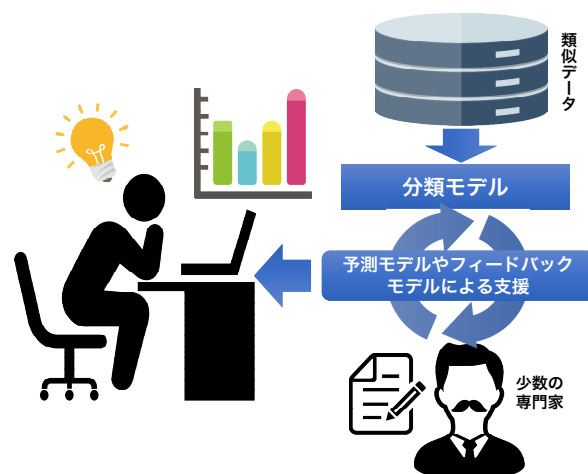 類似データ
分類モデル
予測モデルやフィードバック
モデルによる支援
少数の
専門家